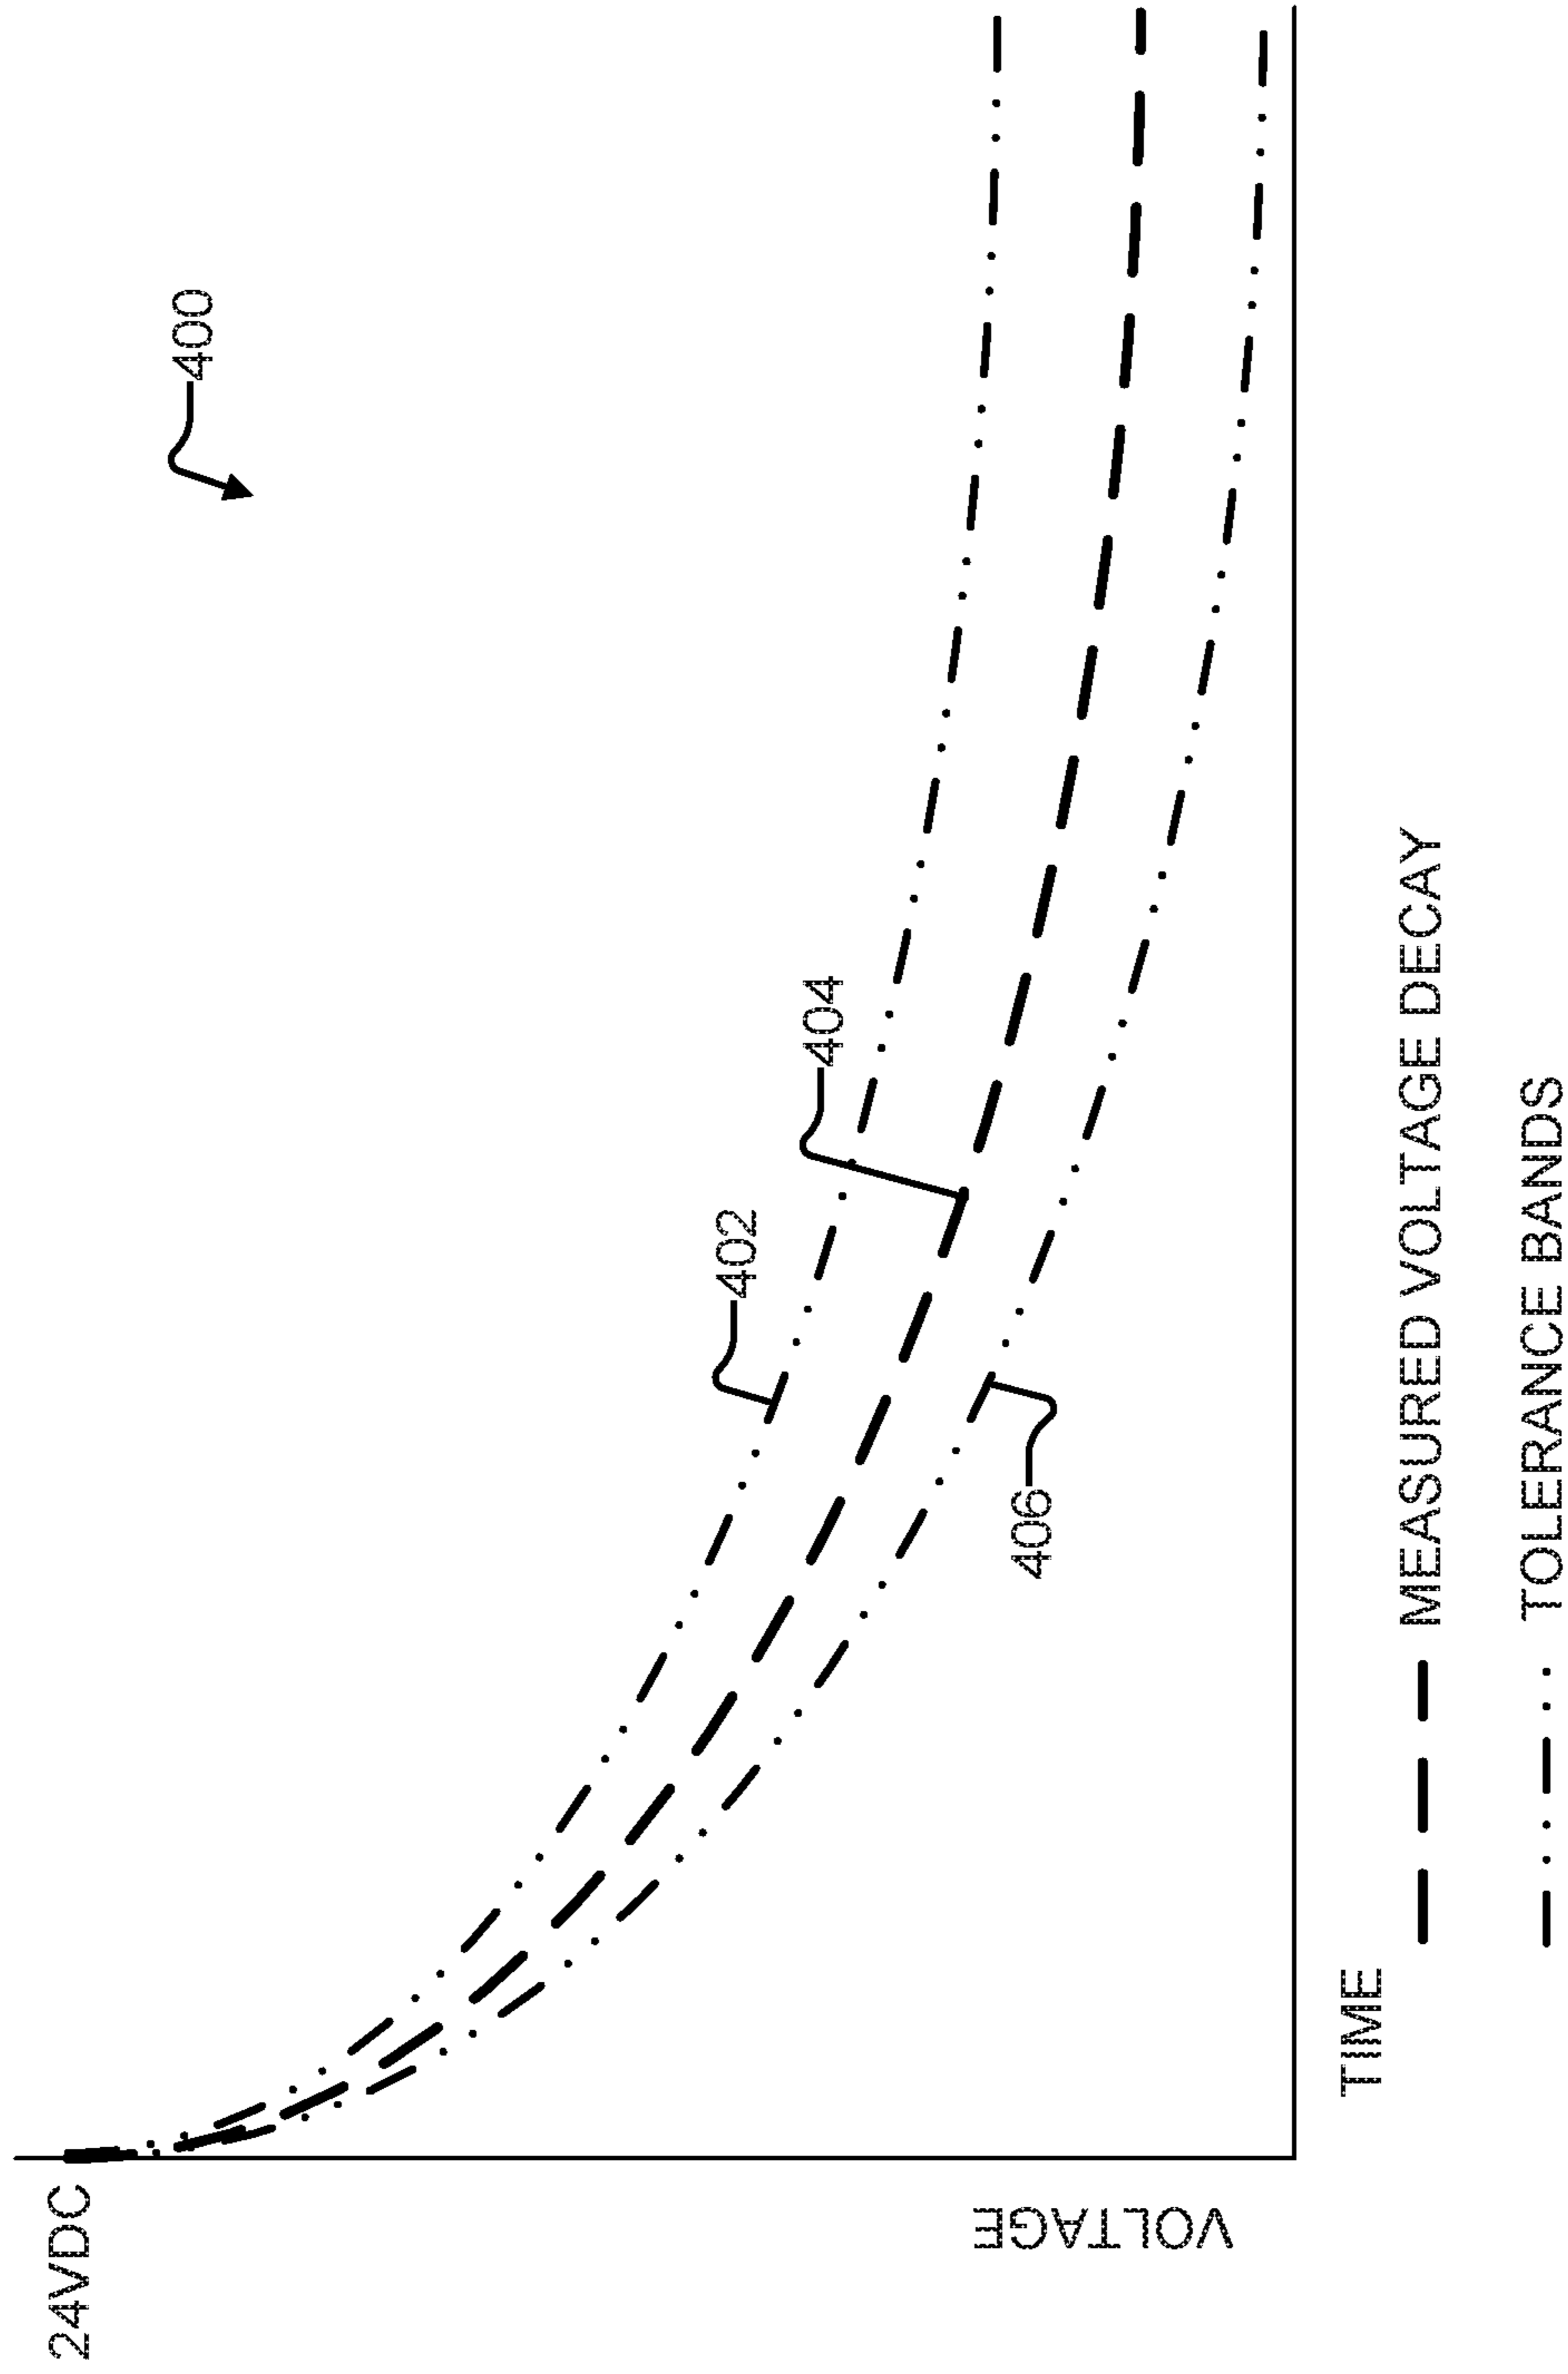 24VDC
400
404
402
406
VOLTAGE
TIME
MEASURED VOLTAGE DECAY
TOLERANCE BANDS